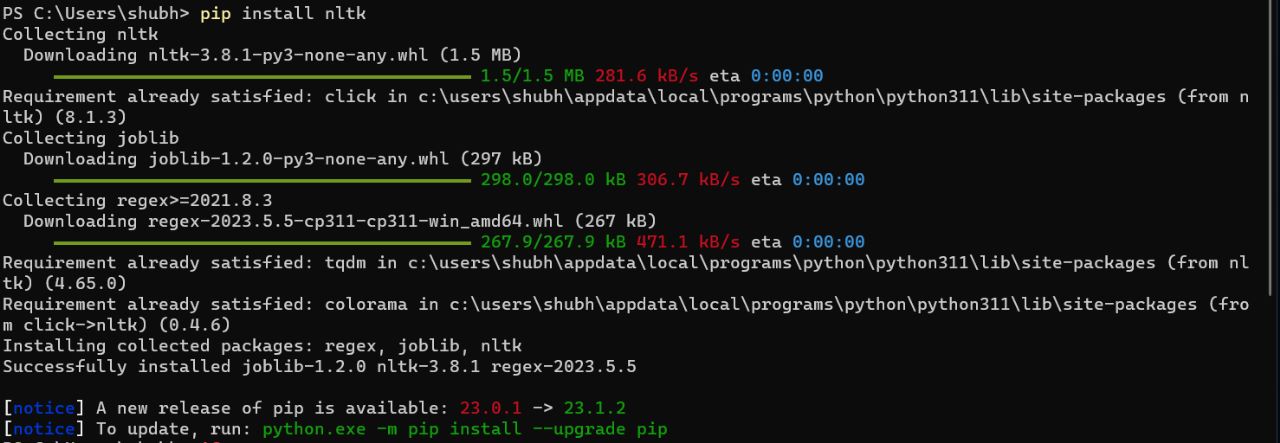 PS C:\Users\shubh> pip install nltk
Collecting nltk
  Downloading nltk-3.8.1-py3-none-any.whl (1.5 MB)
     1.5/1.5 MB 281.6 kB/s eta 0:00:00
Requirement already satisfied: click in c:\users\shubh\appdata\local\programs\python\python311\lib\site-packages (from n
ltk) (8.1.3)
Collecting joblib
  Downloading joblib-1.2.0-py3-none-any.whl (297 kB)
     298.0/298.0 kB 306.7 kB/s eta 0:00:00
Collecting regex>=2021.8.3
  Downloading regex-2023.5.5-cp311-cp311-win_amd64.whl (267 kB)
     267.9/267.9 kB 471.1 kB/s eta 0:00:00
Requirement already satisfied: tqdm in c:\users\shubh\appdata\local\programs\python\python311\lib\site-packages (from nl
tk) (4.65.0)
Requirement already satisfied: colorama in c:\users\shubh\appdata\local\programs\python\python311\lib\site-packages (fro
m click->nltk) (0.4.6)
Installing collected packages: regex, joblib, nltk
Successfully installed joblib-1.2.0 nltk-3.8.1 regex-2023.5.5

[notice] A new release of pip is available: 23.0.1 -> 23.1.2
[notice] To update, run: python.exe -m pip install --upgrade pip